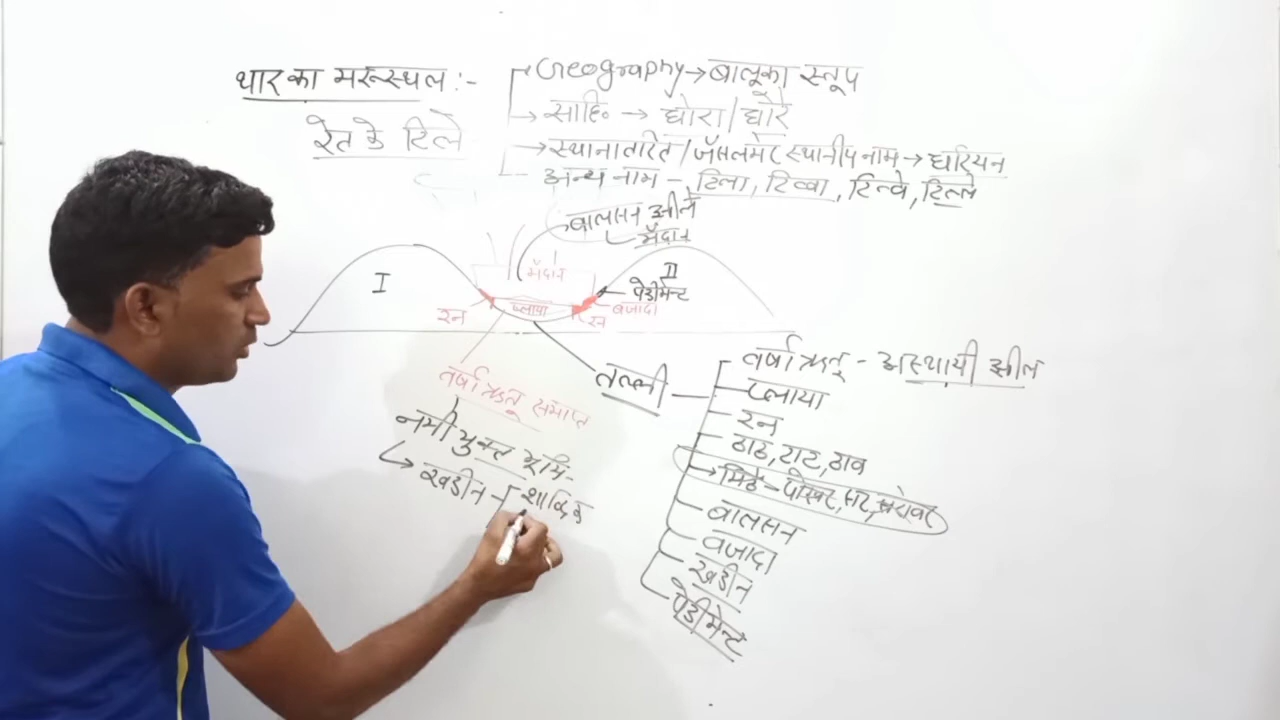 थार का मरूस्थल :-
रेत के टिले
Geography → बालूका स्तूप
→ साहि० → धोरा/धोरे
→ स्थानातरित/जैसलमेर स्थानीय नाम → धरियन
अन्य नाम - टिला, टिब्बा, टिब्बे, टिल्ले
बालसन झील
मैदान
I
मैदान
II
पेडीमेन्ट
बजादा
रन
प्लाया
रन
वर्षा ऋतू समाप्त
नमी युक्त भूमि -
खडीन - शाब्दिक
तल्ली
वर्षा ऋतू - अस्थायी झील
प्लाया
रन
ढाढ, टाट, ढाव
→ मिठे - पोखर, सर, सरोवर
बालसन
बजादा
खडीन
पेडीमेन्ट